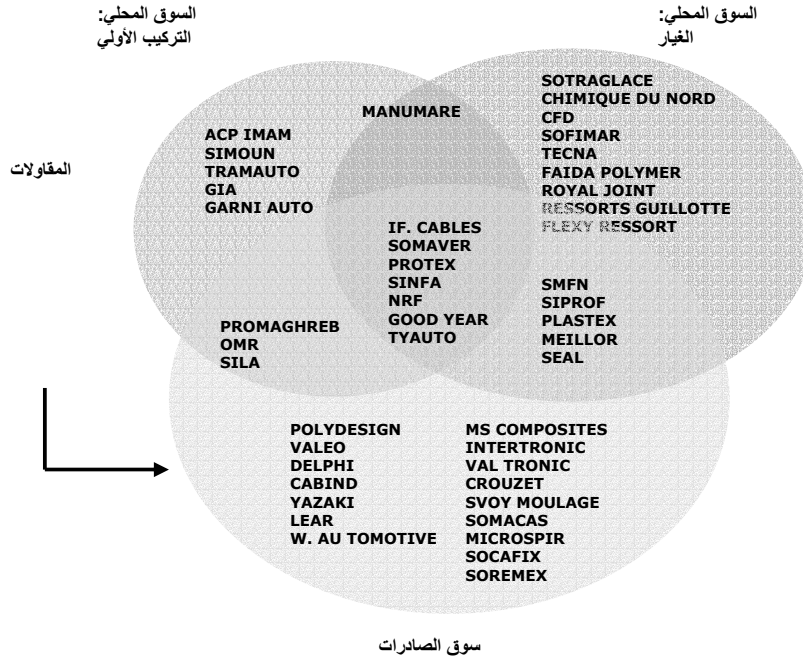 السوق المحلي:
التركيب الأولي
السوق المحلي:
الغيار
المقاولات
MANUMARE
ACP IMAM
SIMOUN
TRAMAUTO
GIA
GARNI AUTO
SOTRAGLACE
CHIMIQUE DU NORD
CFD
SOFIMAR
TECNA
FAIDA POLYMER
ROYAL JOINT
RESSORTS GUILLOTTE
FLEXY RESSORT
IF. CABLES
SOMAVER
PROTEX
SINFA
NRF
GOOD YEAR
TYAUTO
PROMAGHREB
OMR
SILA
SMFN
SIPROF
PLASTEX
MEILLOR
SEAL
POLYDESIGN
VALEO
DELPHI
CABIND
YAZAKI
LEAR
W. AU TOMOTIVE
MS COMPOSITES
INTERTRONIC
VAL TRONIC
CROUZET
SVOY MOULAGE
SOMACAS
MICROSPIR
SOCAFIX
SOREMEX
سوق الصادرات